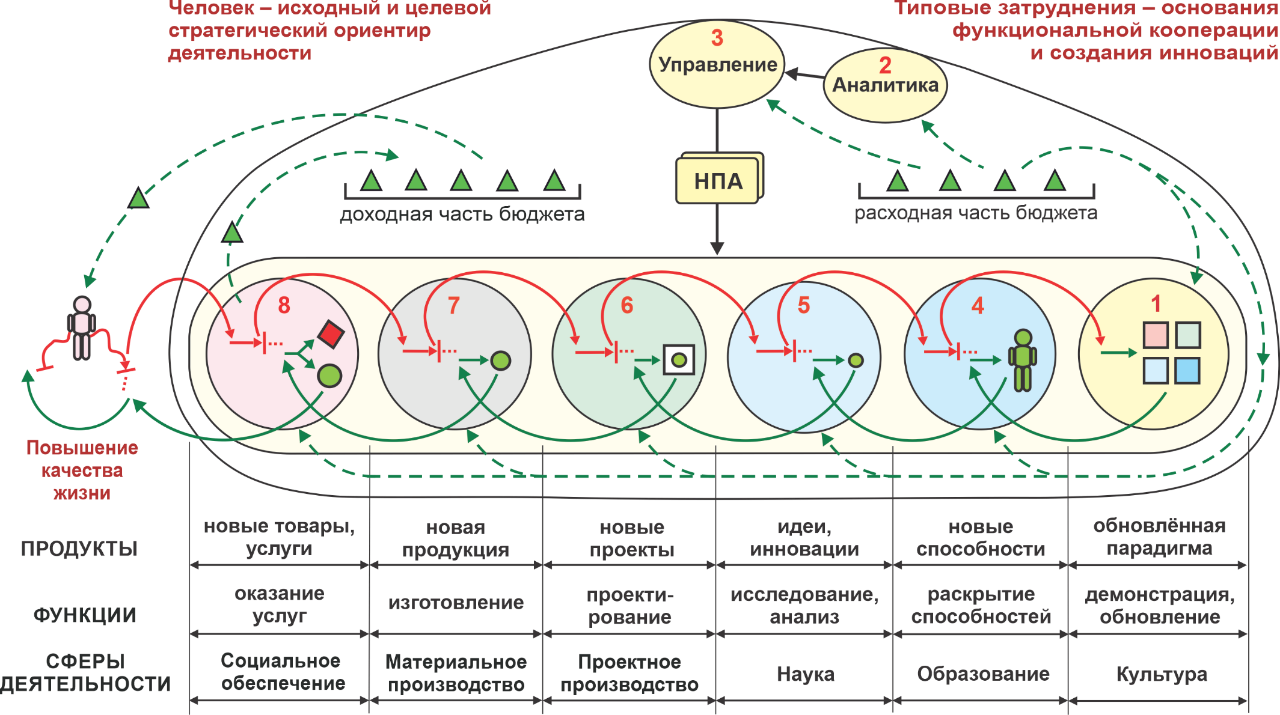 Человек – исходный и целевой
стратегический ориентир
деятельности
Типовые затруднения – основания
функциональной кооперации
и создания инноваций
3
Управление
2
Аналитика
НПА
доходная часть бюджета
расходная часть бюджета
8
7
6
5
4
1
Повышение
качества
жизни
ПРОДУКТЫ
новые товары,
услуги
новая
продукция
новые
проекты
идеи,
инновации
новые
способности
обновлённая
парадигма
ФУНКЦИИ
оказание
услуг
изготовление
проекти-
рование
исследование,
анализ
раскрытие
способностей
демонстрация,
обновление
СФЕРЫ
ДЕЯТЕЛЬНОСТИ
Социальное
обеспечение
Материальное
производство
Проектное
производство
Наука
Образование
Культура